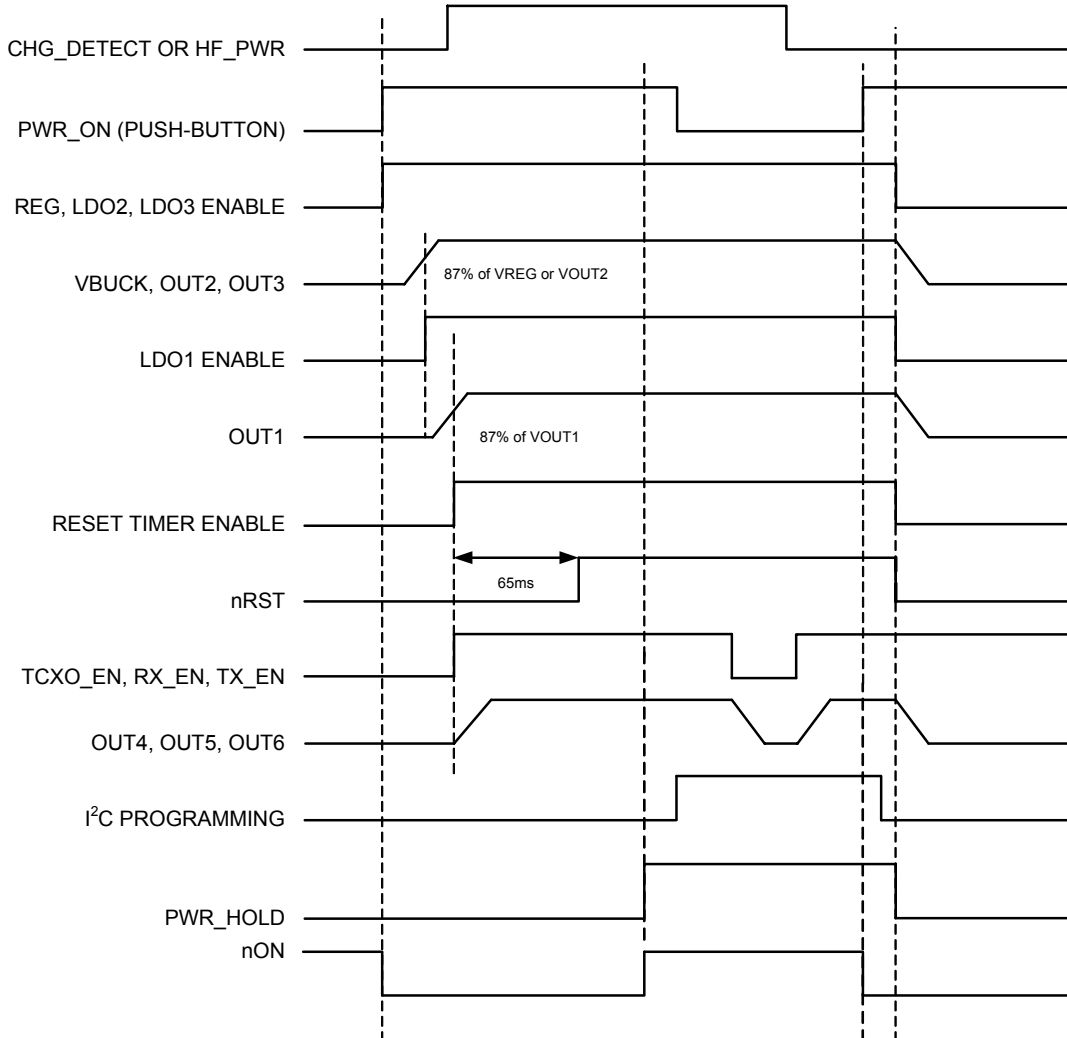 CHG_DETECT OR HF_PWR
PWR_ON (PUSH-BUTTON)
REG, LDO2, LDO3 ENABLE
VBUCK, OUT2, OUT3
87% of VREG or VOUT2
LDO1 ENABLE
OUT1
87% of VOUT1
RESET TIMER ENABLE
65ms
nRST
TCXO_EN, RX_EN, TX_EN
OUT4, OUT5, OUT6
I²C PROGRAMMING
PWR_HOLD
nON